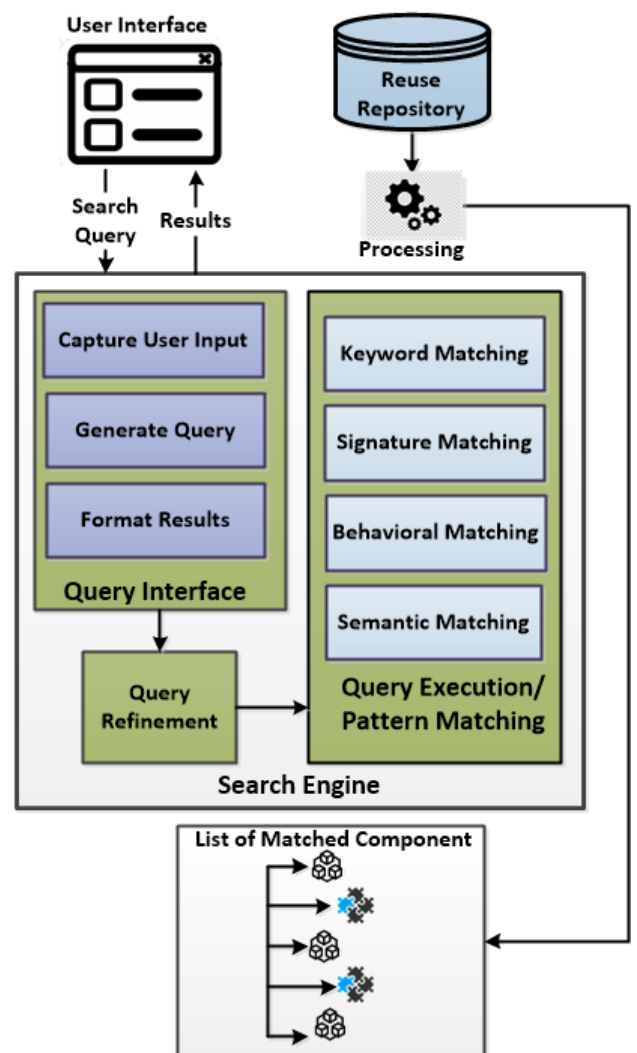 User Interface
Reuse
Repository
Search
Query
Results
Processing
Capture User Input
Generate Query
Format Results
Query Interface
Query
Refinement
Keyword Matching
Signature Matching
Behavioral Matching
Semantic Matching
Query Execution/
Pattern Matching
Search Engine
List of Matched Component